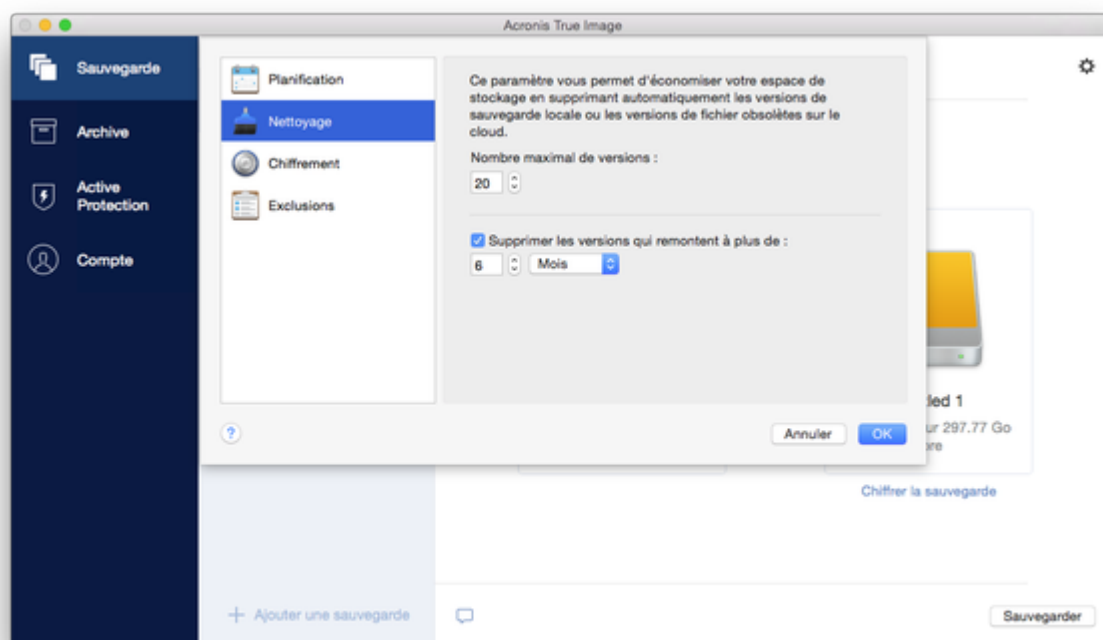 Acronis True Image
Sauvegarde
Archive
Active
Protection
Compte
Planification
Nettoyage
Chiffrement
Exclusions
Ce paramètre vous permet d'économiser votre espace de
stockage en supprimant automatiquement les versions de
sauvegarde locale ou les versions de fichier obsolètes sur le
cloud.
Nombre maximal de versions :
20
Supprimer les versions qui remontent à plus de :
6 Mois
?
Annuler
OK
led 1
ur 297.77 Go
re
Chiffrer la sauvegarde
+ Ajouter une sauvegarde
Sauvegarder